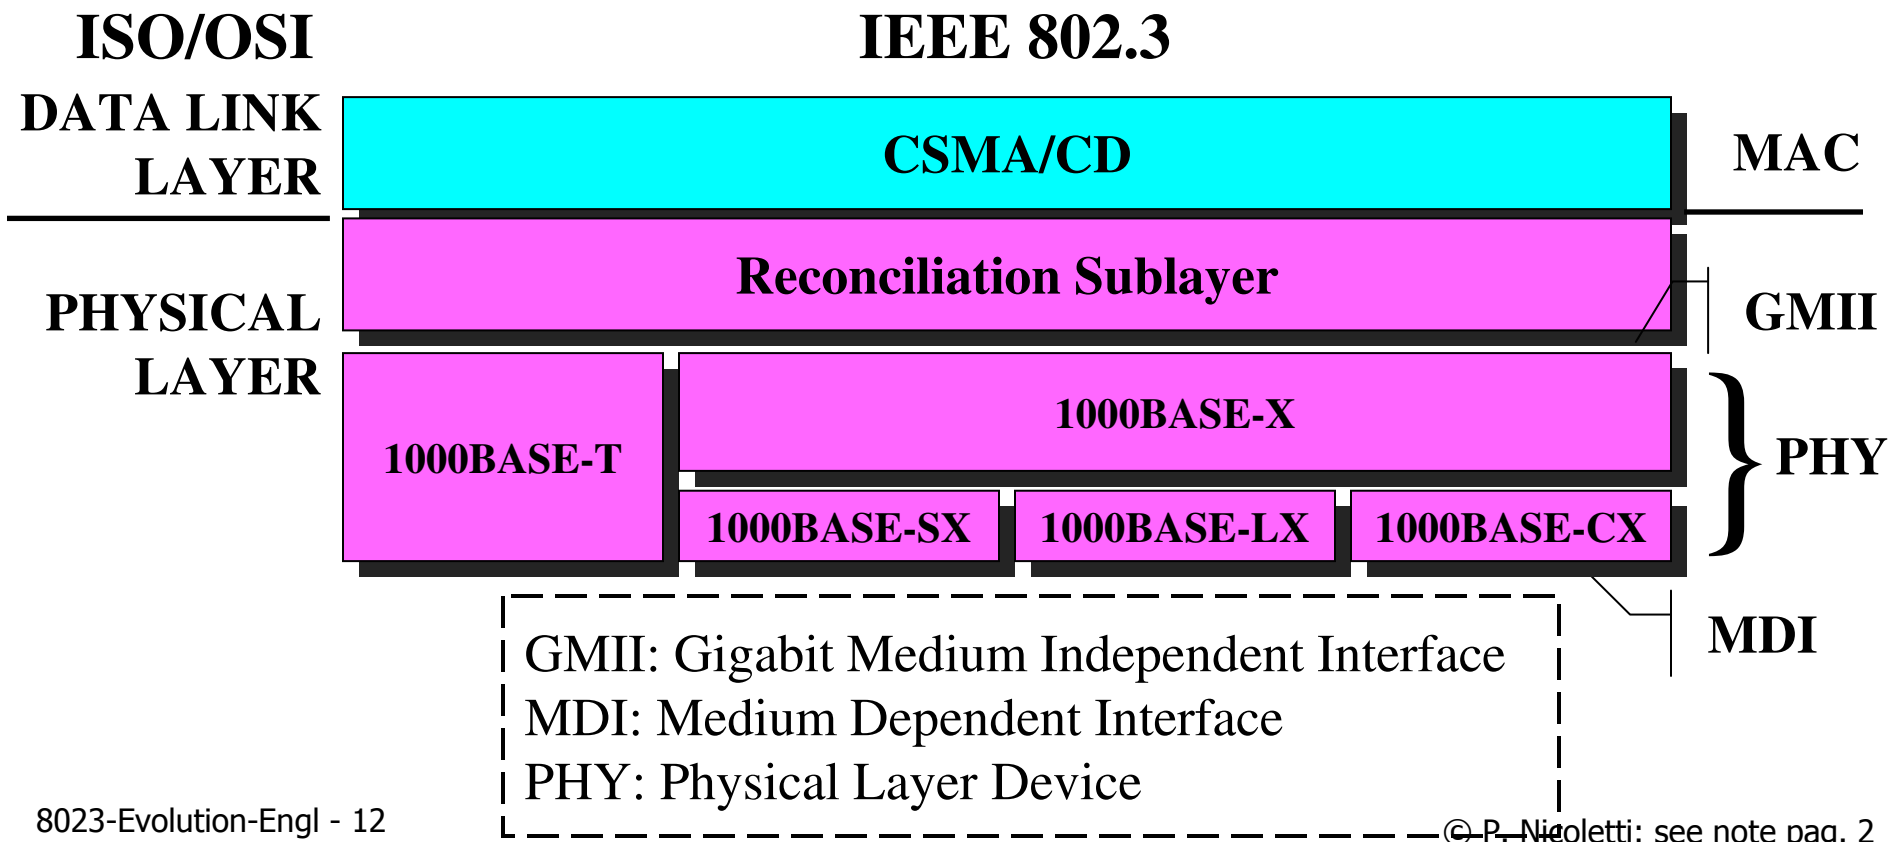 ISO/OSI
IEEE 802.3
DATA LINK
LAYER
CSMA/CD
MAC
Reconciliation Sublayer
PHYSICAL
LAYER
GMII
1000BASE-T
1000BASE-X
PHY
1000BASE-SX
1000BASE-LX
1000BASE-CX
MDI
GMII: Gigabit Medium Independent Interface
MDI: Medium Dependent Interface
PHY: Physical Layer Device
8023-Evolution-Engl - 12
© P. Nicoletti: see note pag. 2